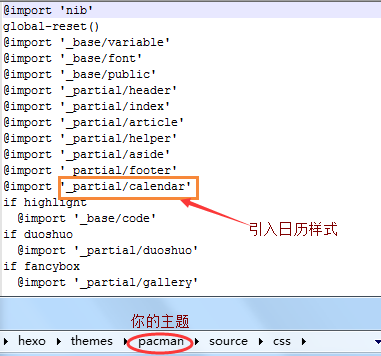 @import 'nib'
global-reset()
@import '_base/variable'
@import '_base/font'
@import '_base/public'
@import '_partial/header'
@import '_partial/index'
@import '_partial/article'
@import '_partial/helper'
@import '_partial/aside'
@import '_partial/footer'
@import '_partial/calendar'
if highlight
  @import '_base/code'
引入日历样式
if duoshuo
  @import '_partial/duoshuo'
if fancybox
  @import '_partial/gallery'
你的主题
hexo themes pacman source css